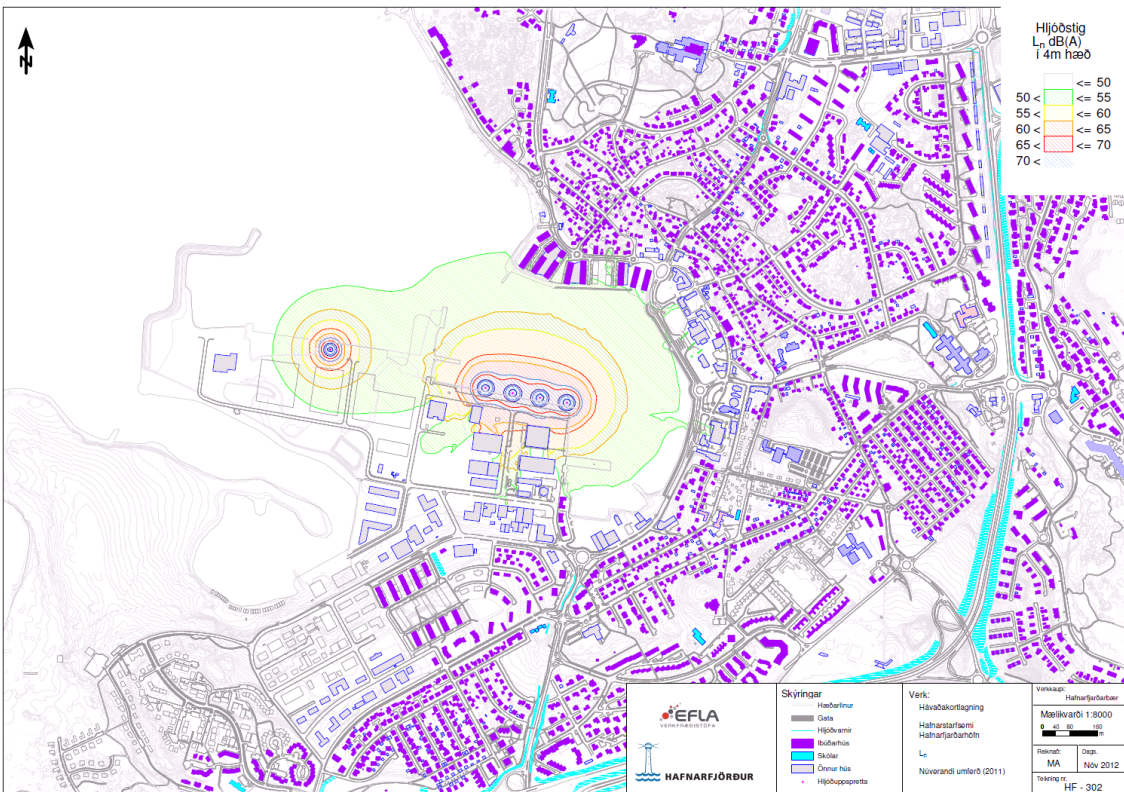 N
Hljóðstig
Ln dB(A)
í 4m hæð
<= 50
50 < <= 55
55 < <= 60
60 < <= 65
65 < <= 70
70 <
EFLA
VERKFRÆÐISTOFA
HAFNARFJÖRÐUR
Skýringar
Hæðarlínur
Gata
Hljóðvarnir
Íbúðarhús
Skólar
Önnur hús
Hljóðuppspretta
Verk:
Hávaðakortlagning
Hafnarstarfsemi
Hafnarfjarðarhöfn
Ln
Núverandi umferð (2011)
Verkkaupi:
Hafnarfjarðarbær
Mælikvarði 1:8000
0 40 80 160
m
Reiknað:
MA
Dags.
Nóv 2012
Teikning nr.
HF - 302